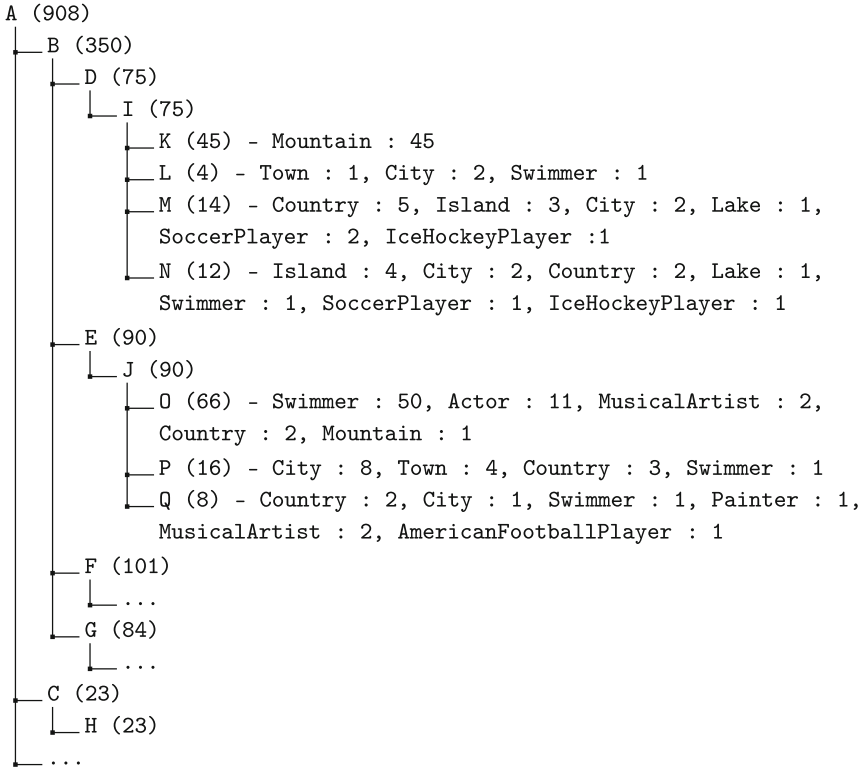 A (908)
B (350)
D (75)
I (75)
K (45) - Mountain : 45
L (4) - Town : 1, City : 2, Swimmer : 1
M (14) - Country : 5, Island : 3, City : 2, Lake : 1,
SoccerPlayer : 2, IceHockeyPlayer :1
N (12) - Island : 4, City : 2, Country : 2, Lake : 1,
Swimmer : 1, SoccerPlayer : 1, IceHockeyPlayer : 1
E (90)
J (90)
O (66) - Swimmer : 50, Actor : 11, MusicalArtist : 2,
Country : 2, Mountain : 1
P (16) - City : 8, Town : 4, Country : 3, Swimmer : 1
Q (8) - Country : 2, City : 1, Swimmer : 1, Painter : 1,
MusicalArtist : 2, AmericanFootballPlayer : 1
F (101)
...
G (84)
...
C (23)
H (23)
...